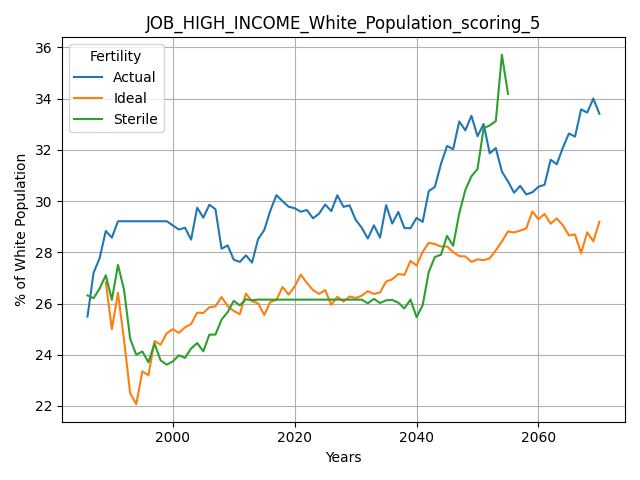 JOB_HIGH_INCOME_White_Population_scoring_5
Fertility
Actual
Ideal
Sterile
% of White Population
36
34
32
30
28
26
24
22
2000
2020
2040
2060
Years